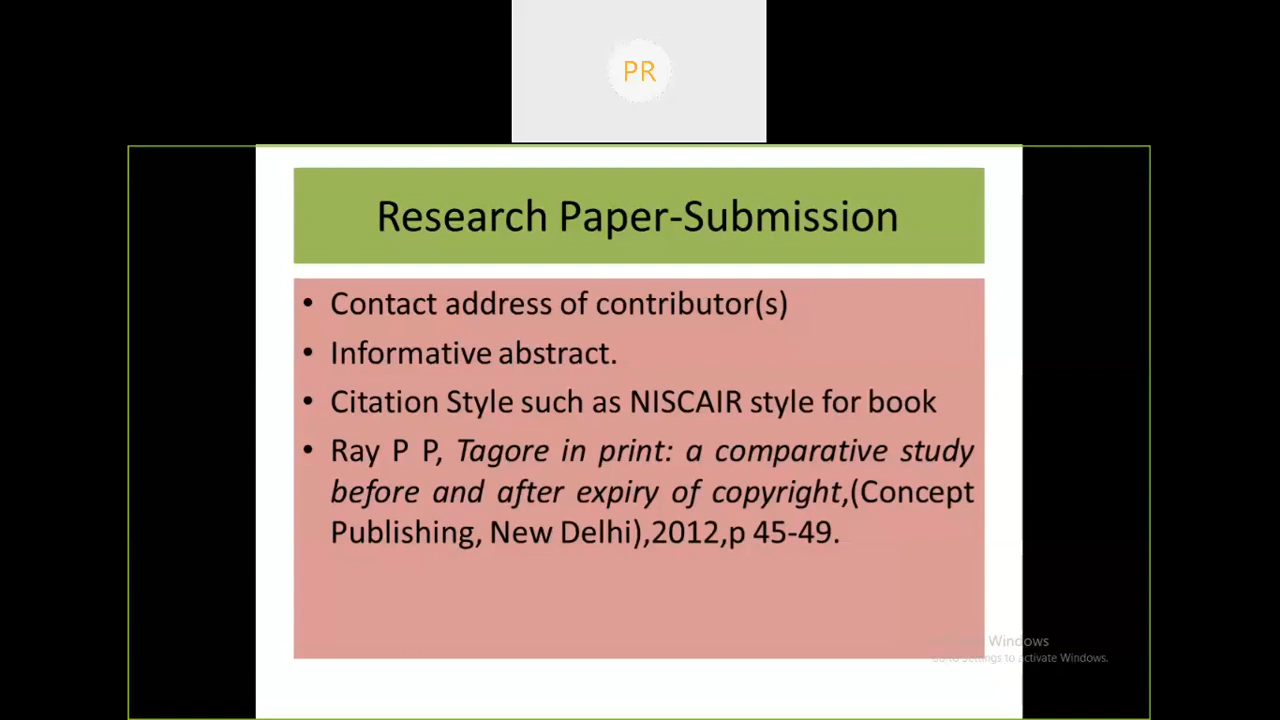 PR
Research Paper-Submission
• Contact address of contributor(s)
• Informative abstract.
• Citation Style such as NISCAIR style for book
• Ray P P, Tagore in print: a comparative study
before and after expiry of copyright,(Concept
Publishing, New Delhi),2012,p 45-49.
Windows
Settings to activate Windows.